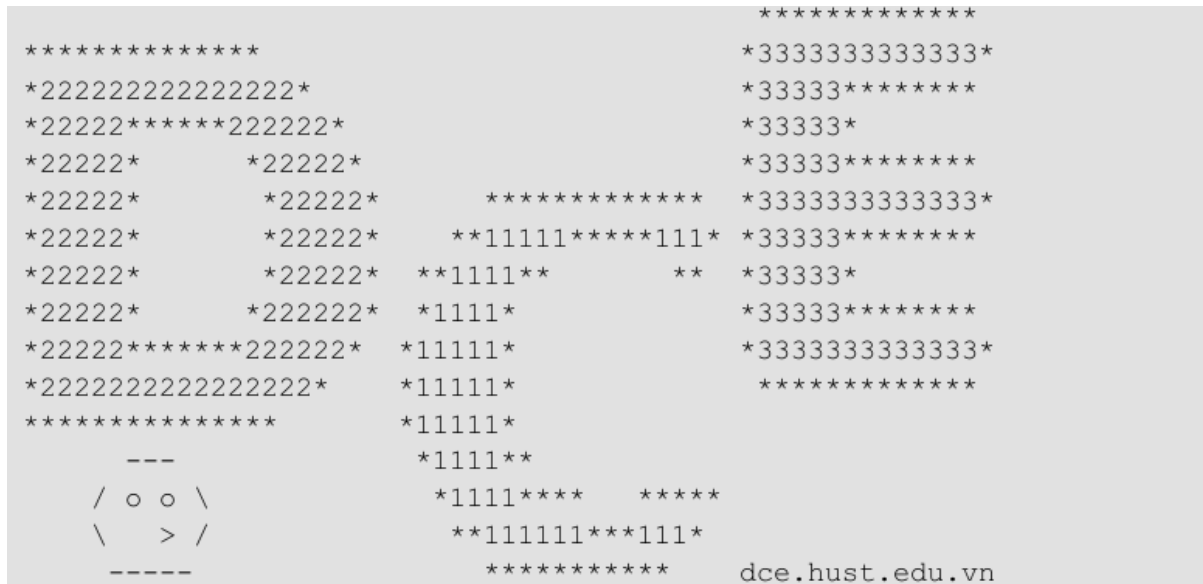 *************
**************                            *3333333333333*
*222222222222222*                         *33333********
*22222******222222*                       *33333*
*22222*      *22222*                      *33333********
*22222*       *22222*      *************  *3333333333333*
*22222*       *22222*    **11111*****111* *33333********
*22222*       *22222*  **1111**       **  *33333*
*22222*      *222222*  *1111*             *33333********
*22222*******222222*  *11111*             *3333333333333*
*2222222222222222*    *11111*              *************
***************       *11111*
      ---              *1111**
    / o o \             *1111****   *****
    \   > /              **111111***111*
     -----                 ***********    dce.hust.edu.vn